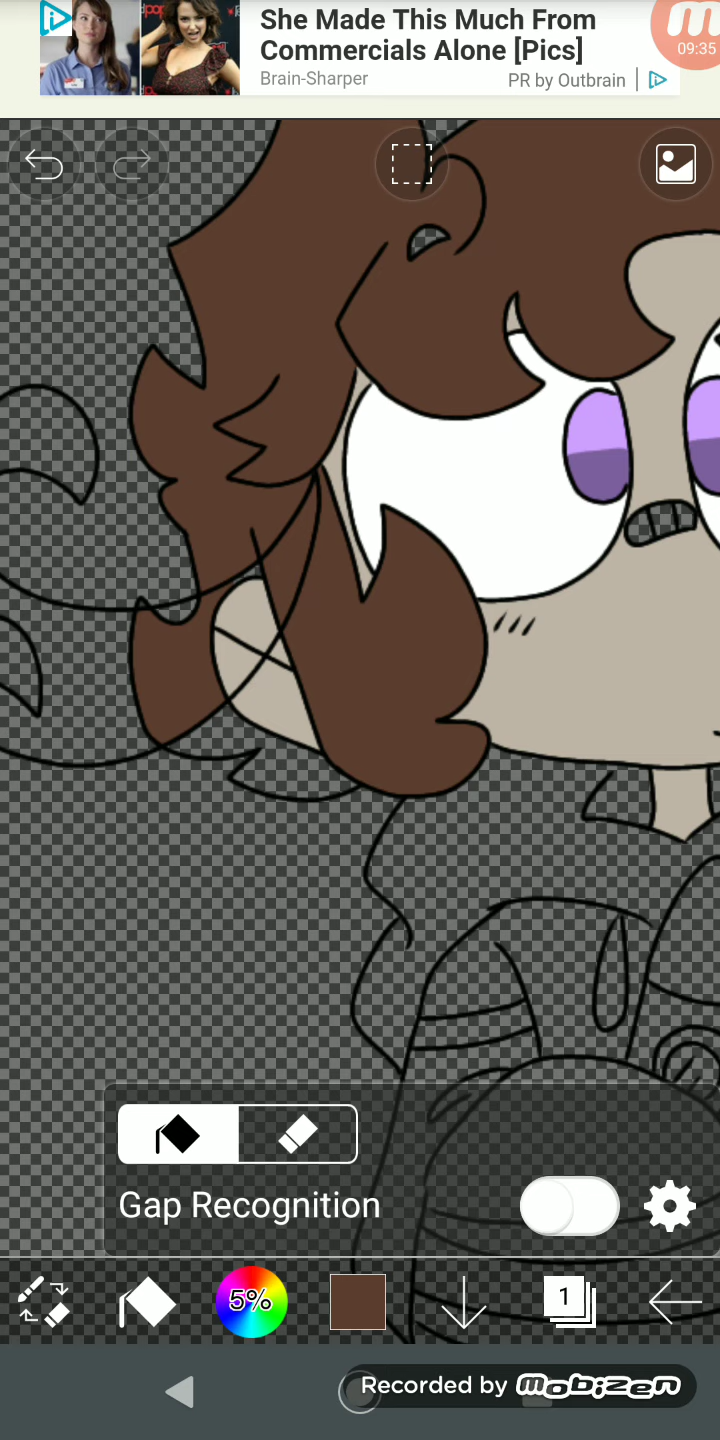 She Made This Much From
Commercials Alone [Pics]
Brain-Sharper
PR by Outbrain
09:35
Gap Recognition
5%
1
Recorded by mobizen